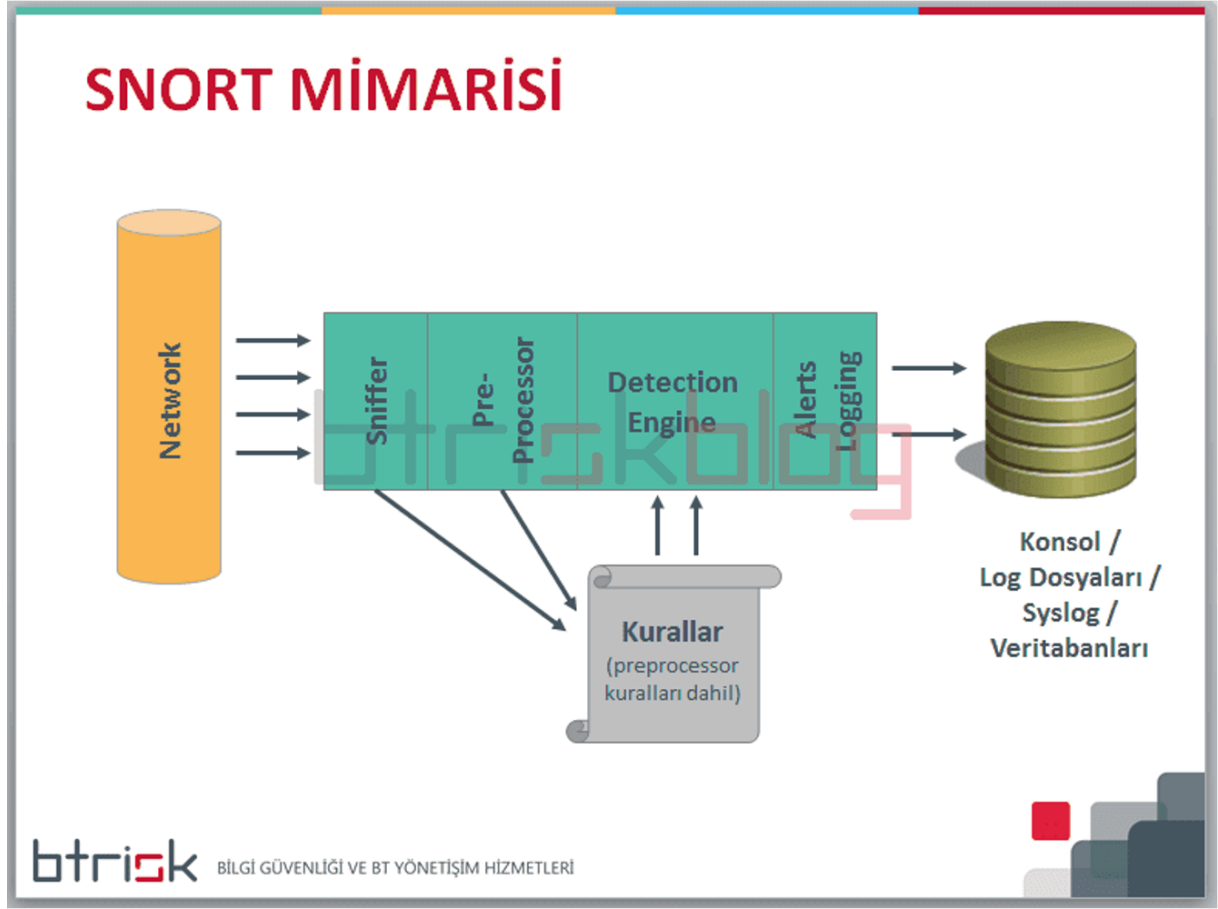 SNORT MİMARİSİ
Network
Sniffer
Pre-
Processor
Detection
Engine
Alerts
Logging
btriskblog
Kurallar
(preprocessor
kuralları dahil)
Konsol /
Log Dosyaları /
Syslog /
Veritabanları
btrisk
BİLGİ GÜVENLİĞİ VE BT YÖNETİŞİM HİZMETLERİ